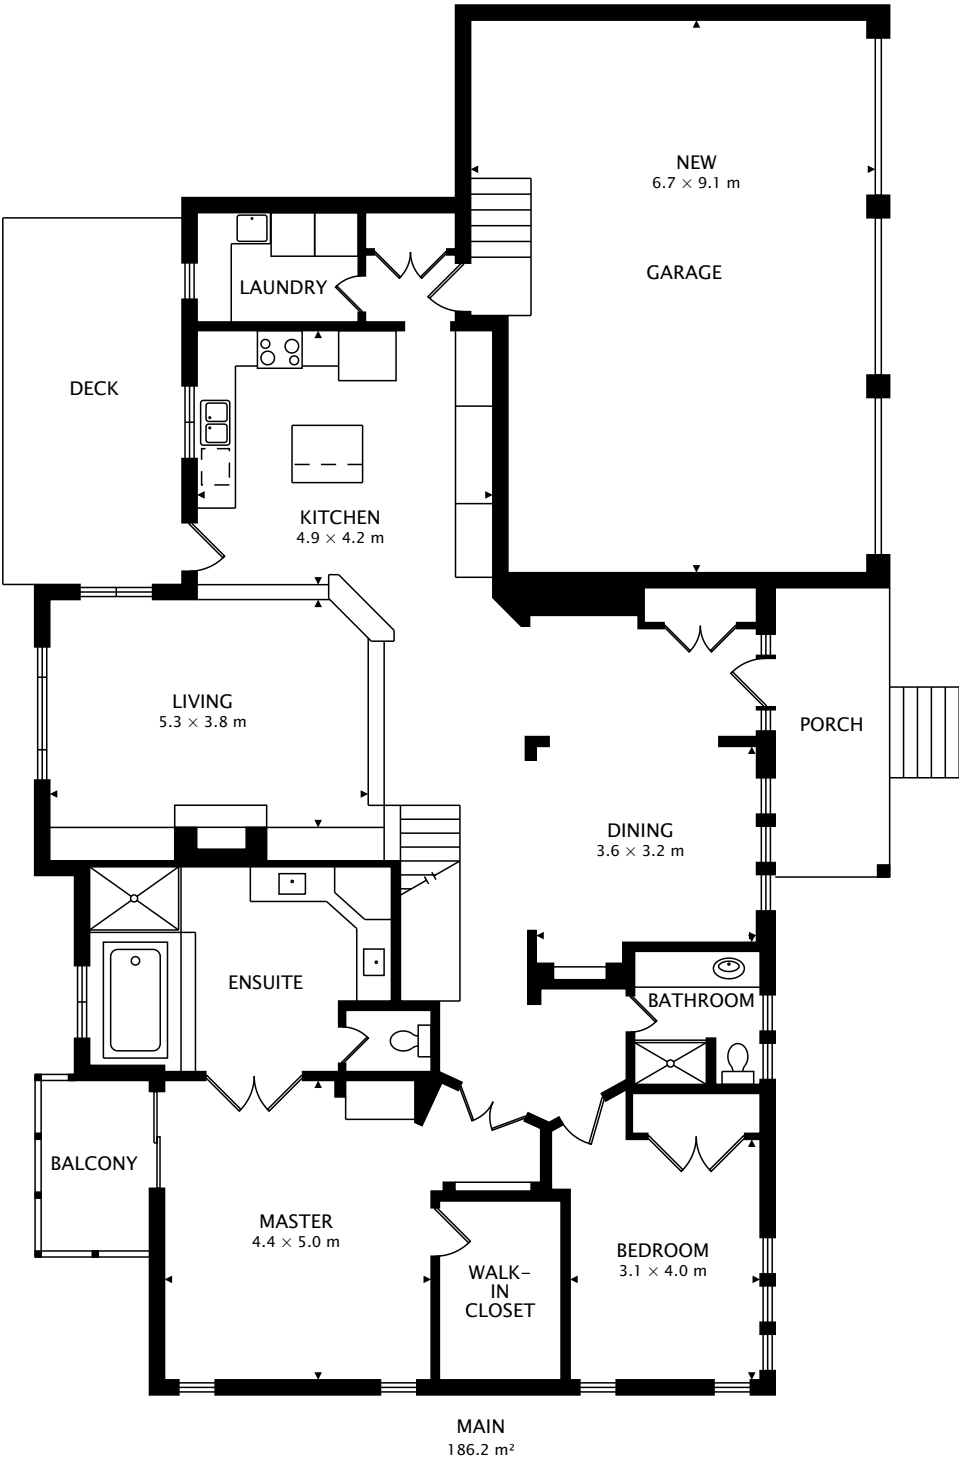 NEW
6.7 × 9.1 m
GARAGE
LAUNDRY
DECK
KITCHEN
4.9 × 4.2 m
LIVING
5.3 × 3.8 m
PORCH
DINING
3.6 × 3.2 m
ENSUITE
BATHROOM
BALCONY
MASTER
4.4 × 5.0 m
WALK-
IN
CLOSET
BEDROOM
3.1 × 4.0 m
MAIN
186.2 m²